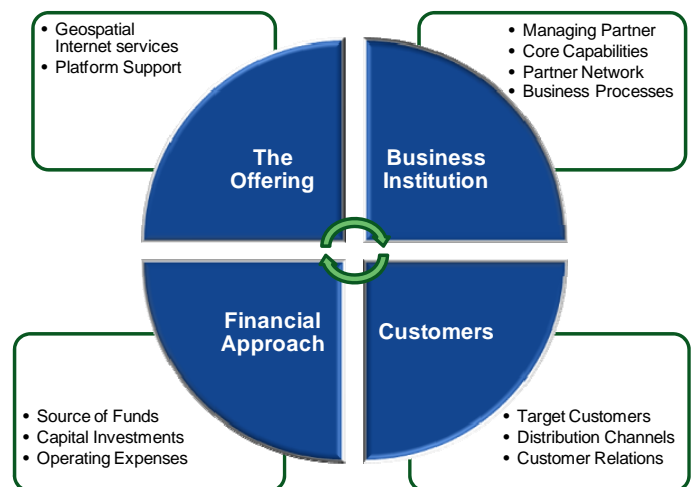 • Geospatial
Internet services
• Platform Support
• Managing Partner
• Core Capabilities
• Partner Network
• Business Processes
The
Offering
Business
Institution
Financial
Approach
Customers
• Source of Funds
• Capital Investments
• Operating Expenses
• Target Customers
• Distribution Channels
• Customer Relations